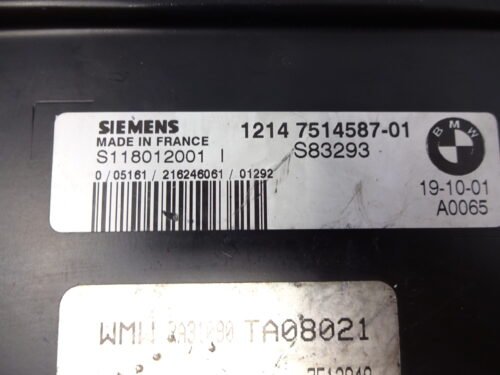 SIEMENS 1214 7514587-01
MADE IN FRANCE
S118012001 I S83293
BMW
0 / 05161 / 216246061 / 01292
19-10-01
A0065
TA08021